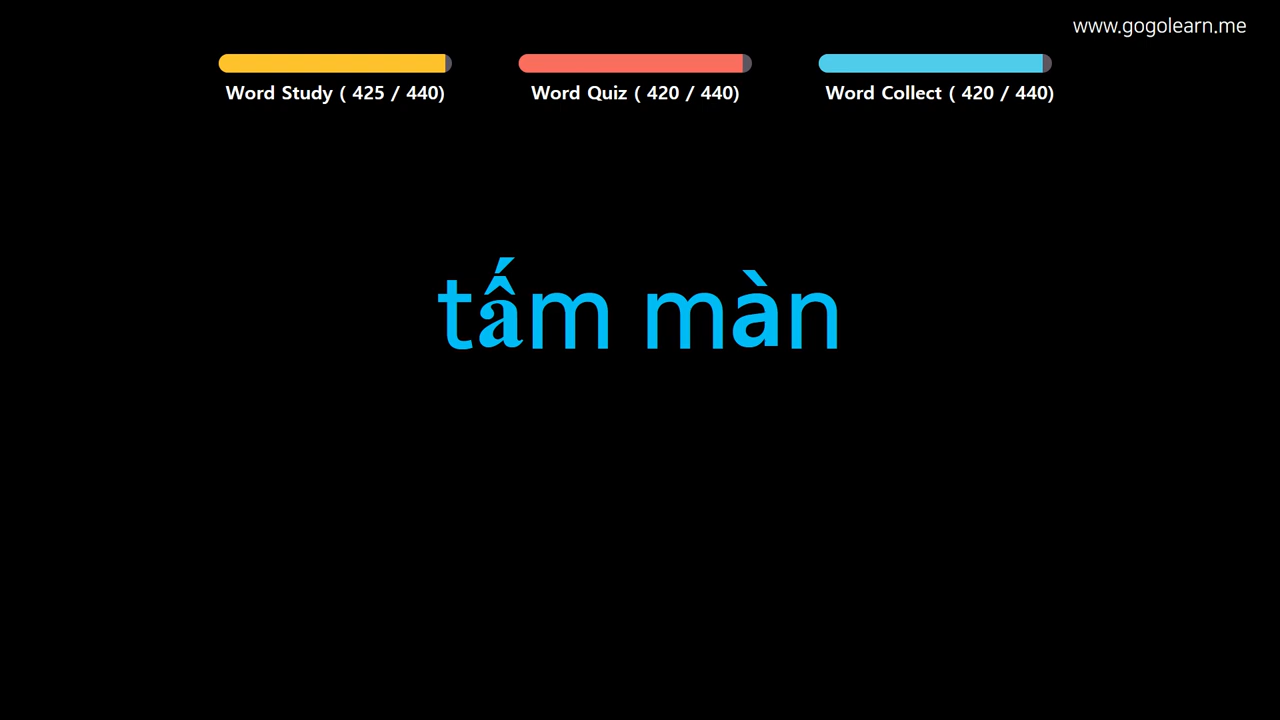 www.gogolearn.me
Word Study ( 425 / 440)
Word Quiz ( 420 / 440)
Word Collect ( 420 / 440)
tấm màn